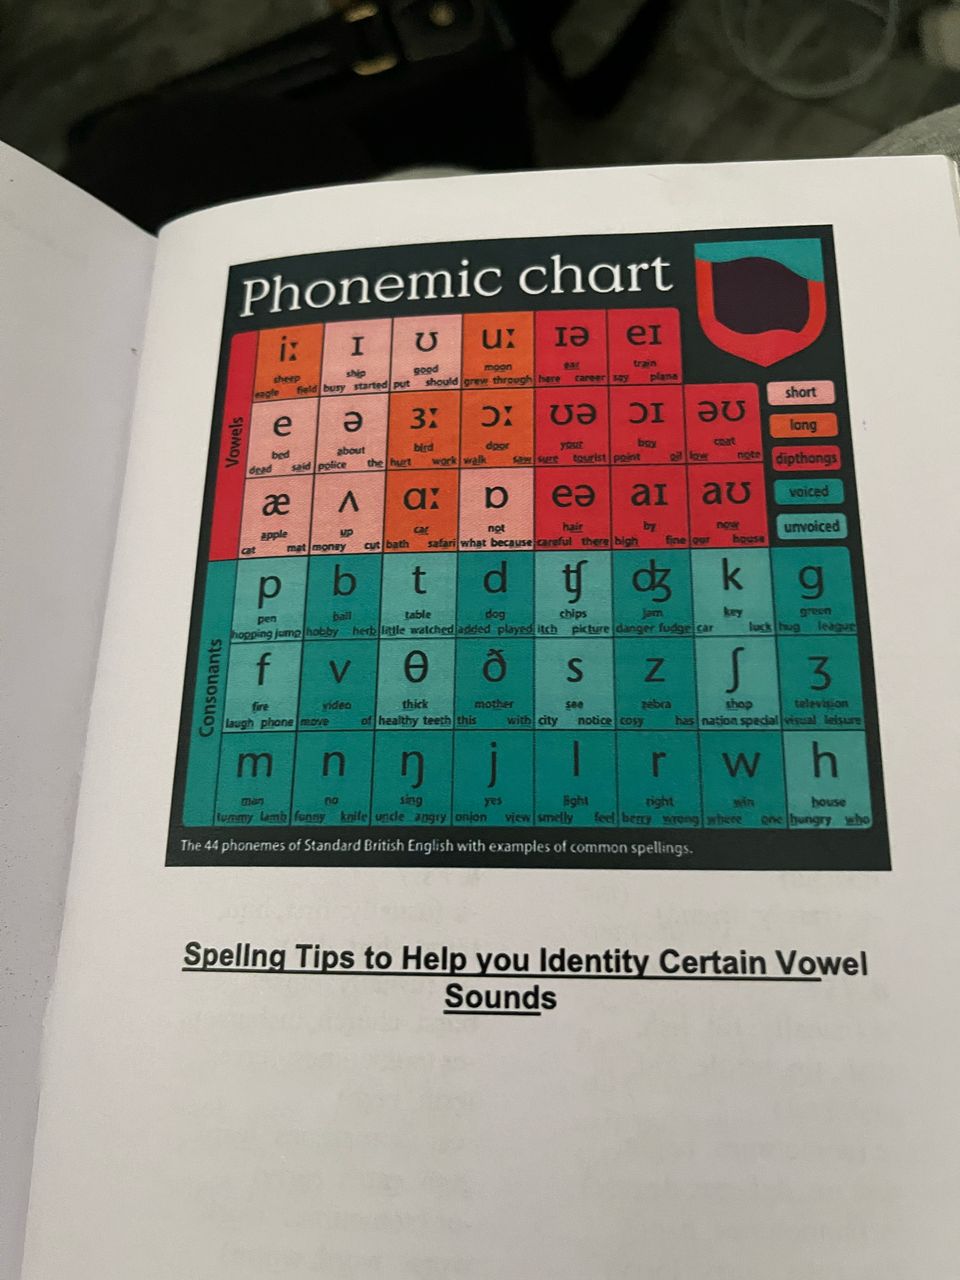 Phonemic chart
iː ɪ ʊ uː ɪə eɪ
sheep ship good moon ear train
eagle field busy started put should grew through here career say plane
short
Vowels
e ə ɜː ɔː ʊə ɔɪ əʊ
long
bed about bird door your boy coat
dead said police the hurt work walk saw sure tourist point oil low note
dipthongs
æ ʌ ɑː ɒ eə aɪ aʊ
voiced
apple up car not hair by now
unvoiced
cat mat money cut bath safari what because careful there high fine our house
p b t d tʃ dʒ k g
pen ball table dog chips jam key green
hopping jump hobby herb little watched added played itch picture danger fudge car luck hug league
Consonants
f v θ ð s z ʃ ʒ
fire video thick mother see zebra shop television
laugh phone move of healthy teeth this with city notice cosy has nation special visual leisure
m n ŋ j l r w h
man no sing yes light right win house
tummy lamb funny knife uncle angry onion view smelly feel berry wrong where one hungry who
The 44 phonemes of Standard British English with examples of common spellings.
Spellng Tips to Help you Identity Certain Vowel
Sounds